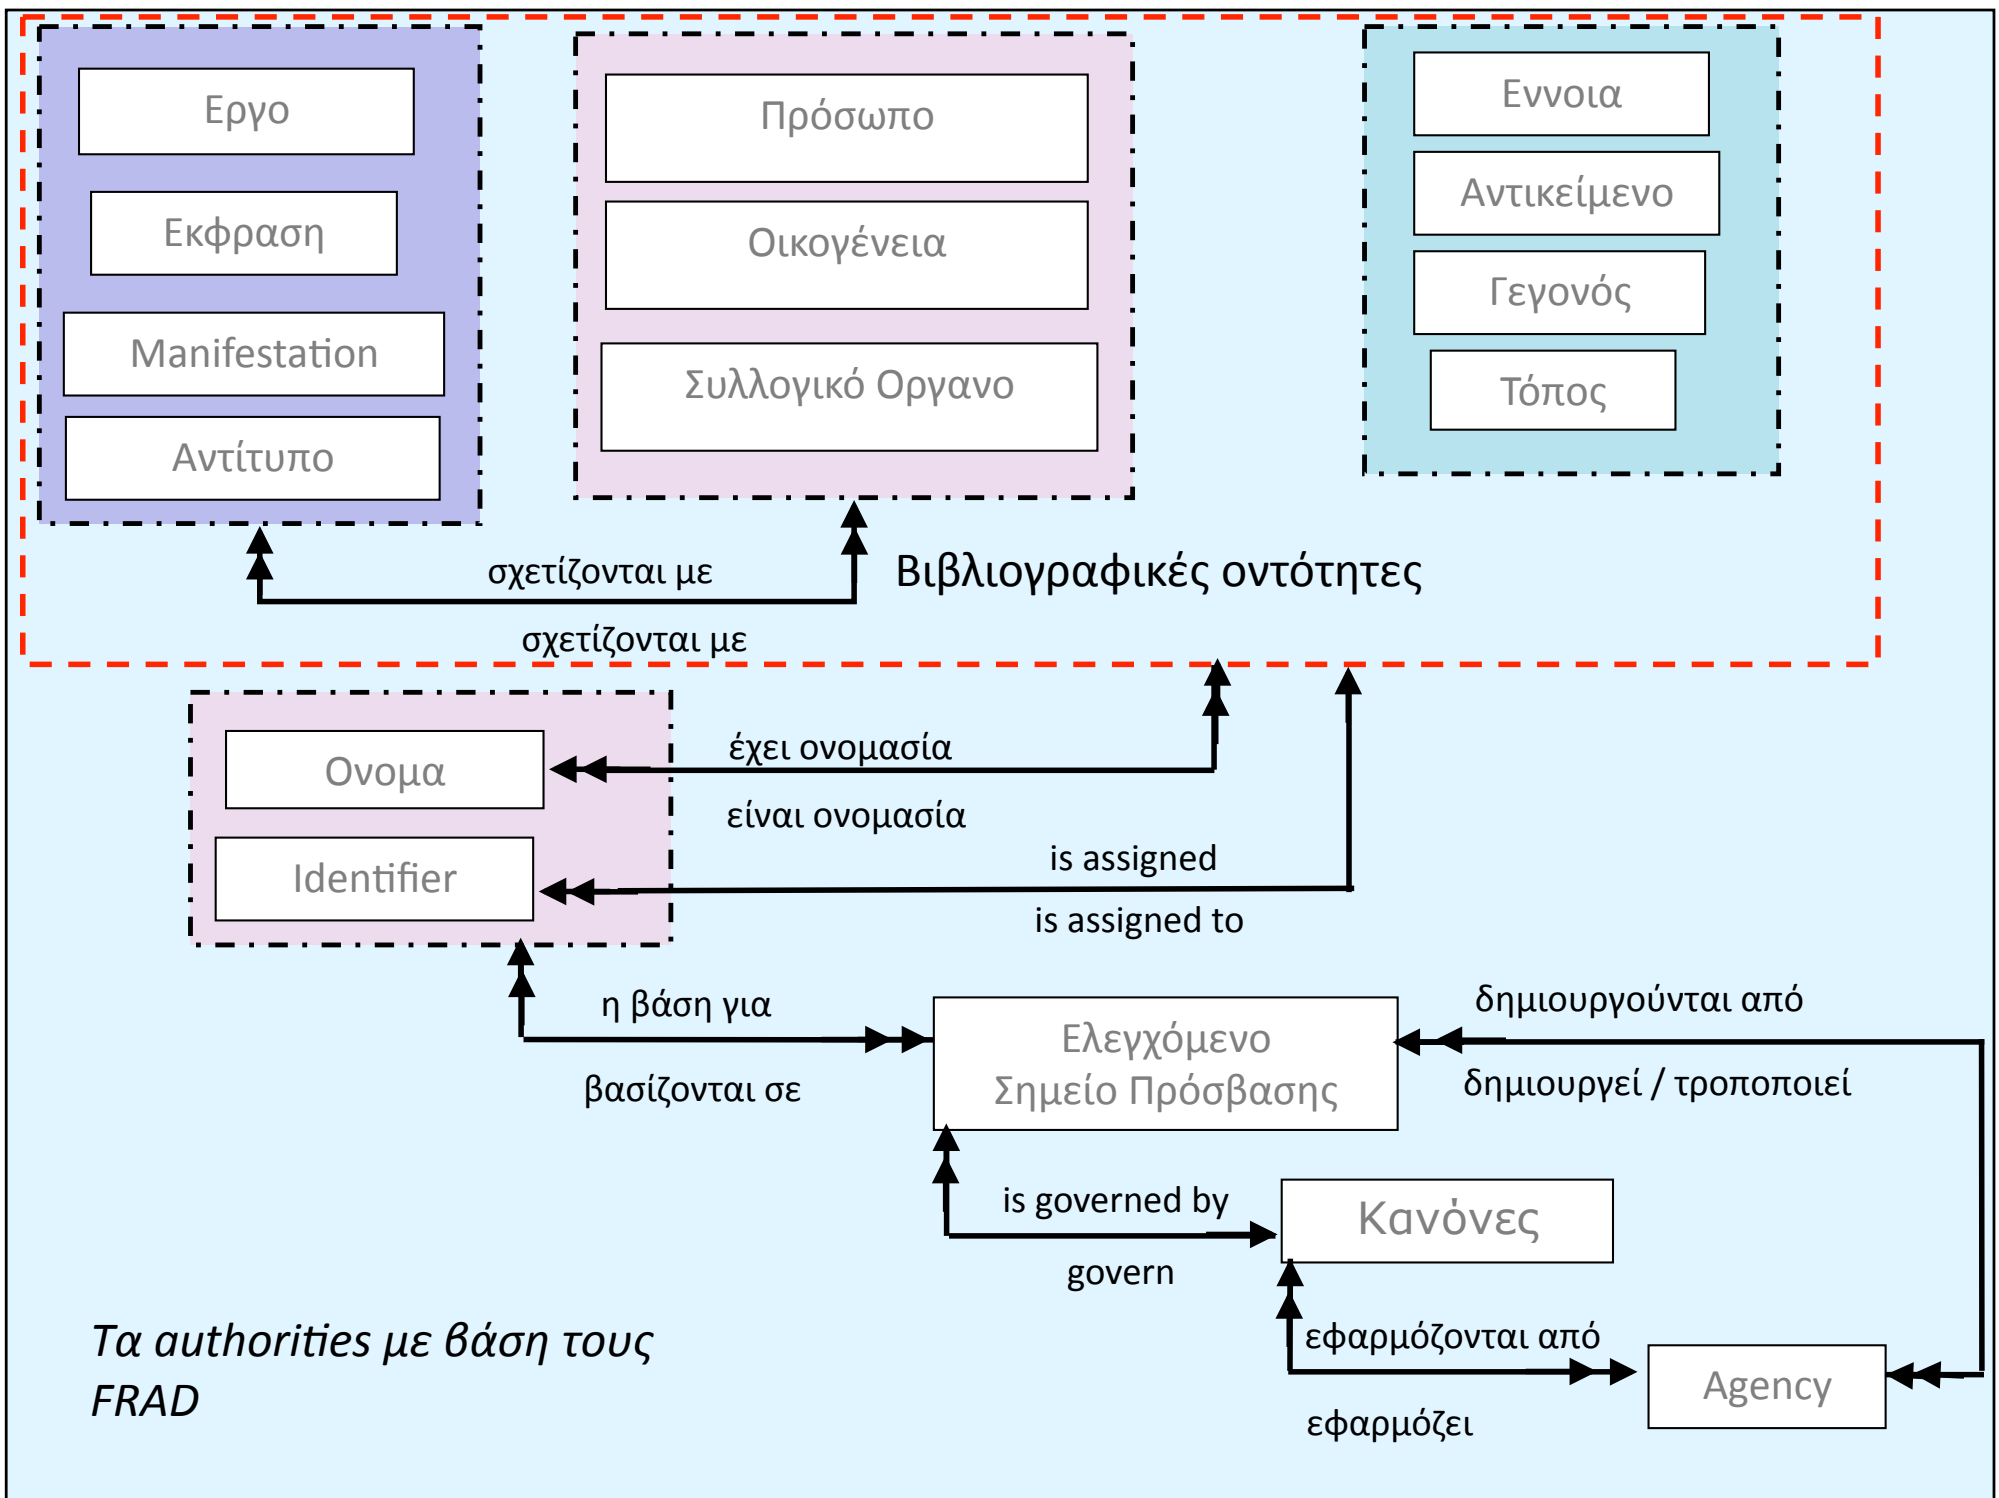 Εργο
Εκφραση
Manifestation
Αντίτυπο
Πρόσωπο
Οικογένεια
Συλλογικό Οργανο
Εννοια
Αντικείμενο
Γεγονός
Τόπος
σχετίζονται με
Βιβλιογραφικές οντότητες
σχετίζονται με
Ονομα
Identifier
έχει ονομασία
είναι ονομασία
is assigned
is assigned to
η βάση για
βασίζονται σε
Ελεγχόμενο
Σημείο Πρόσβασης
δημιουργούνται από
δημιουργεί / τροποποιεί
is governed by
govern
Κανόνες
εφαρμόζονται από
εφαρμόζει
Agency
Τα authorities με βάση τους
FRAD